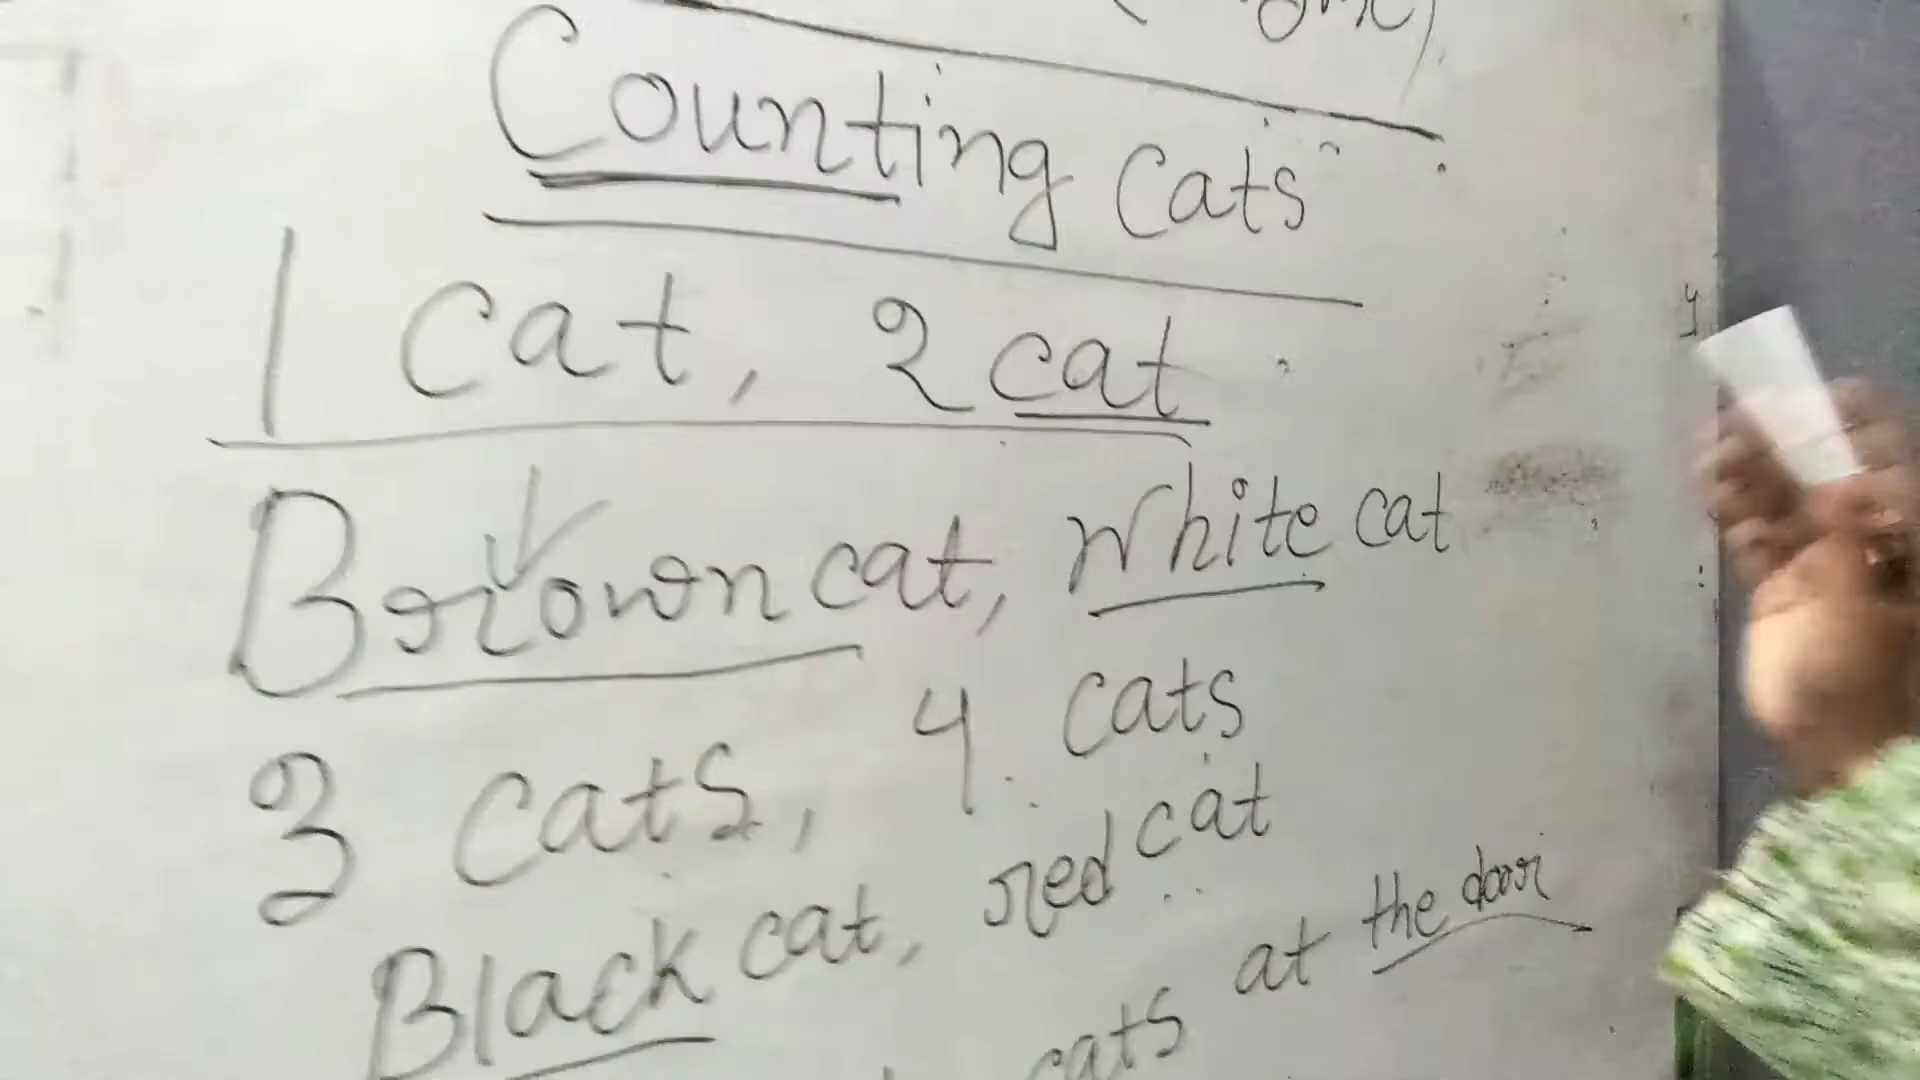 Counting Cats
1 cat, 2 cat
Brown cat, white cat
3 cats, 4 cats
Black cat, red cat
cats at the door